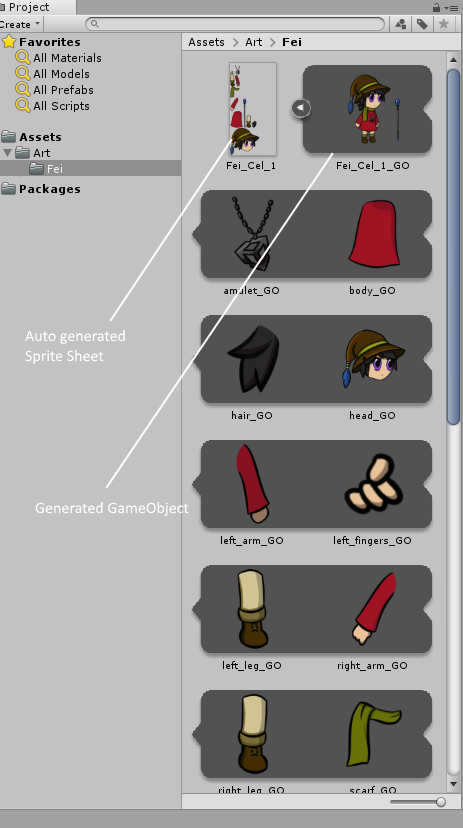 Project
Create
Favorites
All Materials
All Models
All Prefabs
All Scripts
Assets
Art
Fei
Packages
Assets > Art > Fei
Fei_Cel_1
Fei_Cel_1_GO
amulet_GO
body_GO
hair_GO
head_GO
left_arm_GO
left_fingers_GO
left_leg_GO
right_arm_GO
right_leg_GO
scarf_GO
Auto generated
Sprite Sheet
Generated GameObject